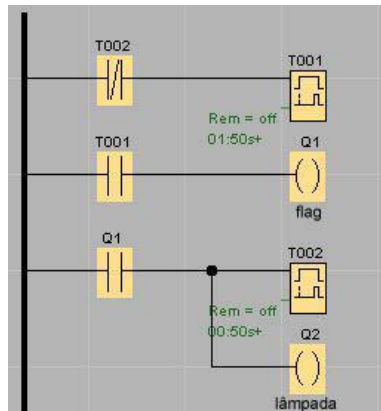 T002
T001
Rem = off
01:50s+
T001
Q1
flag
Q1
T002
Rem = off
00:50s+
Q2
lâmpada